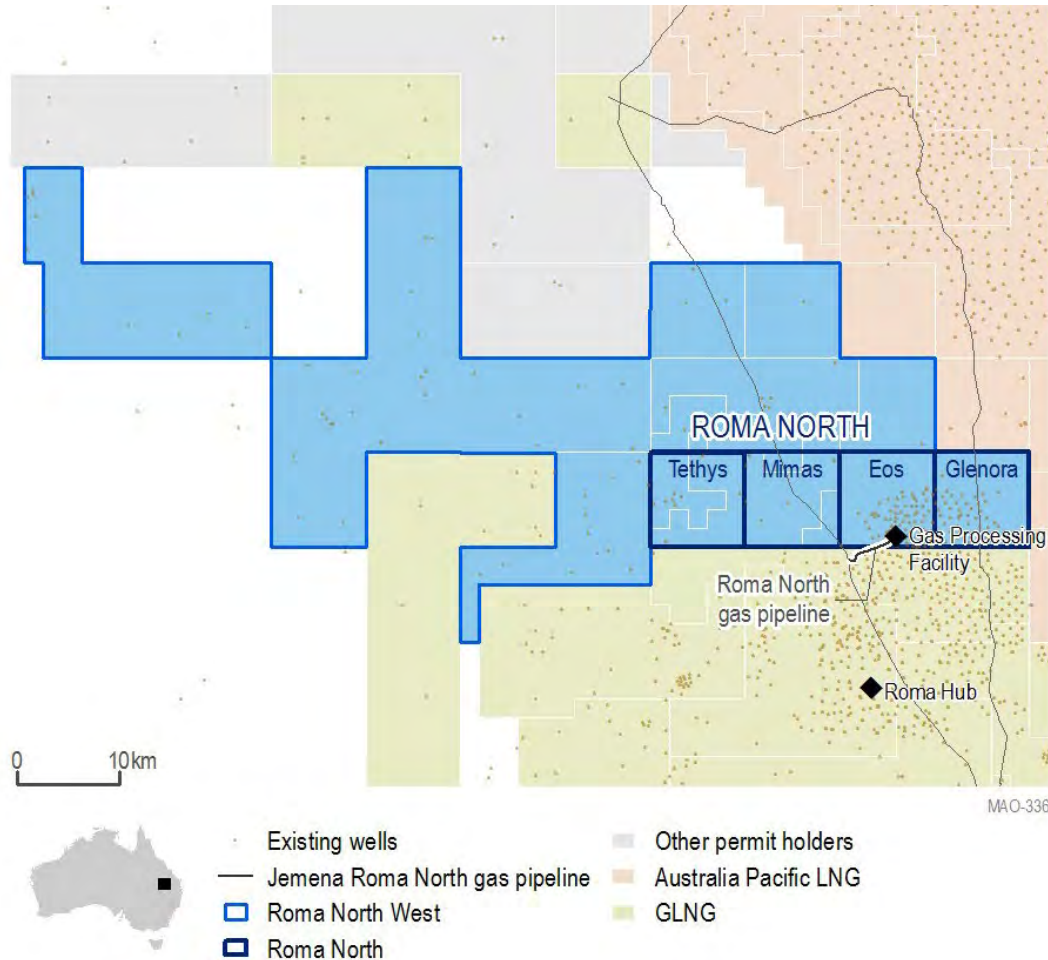 ROMA NORTH
Tethys
Mimas
Eos
Glenora
Gas Processing
Facility
Roma North
gas pipeline
Roma Hub
0
10km
MAO-336
Existing wells
Jemena Roma North gas pipeline
Roma North West
Roma North
Other permit holders
Australia Pacific LNG
GLNG